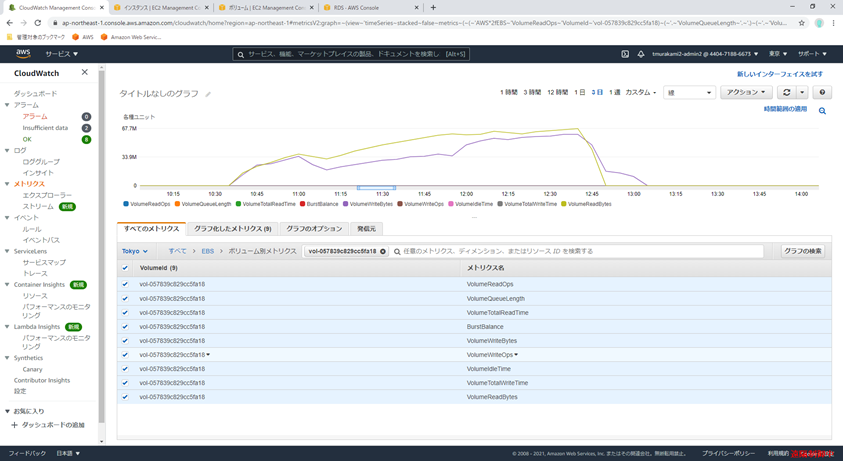 CloudWatch Management Conso
インスタンス | EC2 Management Co
ボリューム | EC2 Management Conso
RDS - AWS Console
ap-northeast-1.console.aws.amazon.com/cloudwatch/home?region=ap-northeast-1#metricsV2:graph=~(view~'timeSeries~stacked~false~metrics~(~(~'AWS*2fEBS~'VolumeReadOps~'VolumeId~'vol-057839c829cc5fa18)~(~'.~'VolumeQueueLength~'.~'.)~(~'.~'Volum
管理対象のブックマーク
AWS
Amazon Web Servic...
aws
サービス
サービス、機能、マーケットプレイスの製品、ドキュメントを検索し
[Alt+S]
tmurakami2-admin2 @ 4404-7188-6673
東京
サポート
CloudWatch
ダッシュボード
アラーム
アラーム 0
Insufficient data 2
OK 8
ログ
ロググループ
インサイト
メトリクス
エクスプローラー
ストリーム 新規
イベント
ルール
イベントバス
ServiceLens
サービスマップ
トレース
Container Insights 新規
リソース
パフォーマンスのモニタ
リング
Lambda Insights 新規
パフォーマンスのモニタ
リング
Synthetics
Canary
Contributor Insights
設定
お気に入り
ダッシュボードの追加
新しいインターフェイスを試す
タイトルなしのグラフ
1 時間 3 時間 12 時間 1 日 3 日 1 週 カスタム
線
アクション
時間範囲の適用
各種ユニット
67.7M
33.9M
0
10:15 10:30 10:45 11:00 11:15 11:30 11:45 12:00 12:15 12:30 12:45 13:00 13:15 13:30 13:45 14:00
VolumeReadOps VolumeQueueLength VolumeTotalReadTime BurstBalance VolumeWriteBytes VolumeWriteOps VolumeIdleTime VolumeTotalWriteTime VolumeReadBytes
すべてのメトリクス
グラフ化したメトリクス (9)
グラフのオプション
発信元
Tokyo
すべて
EBS
ボリューム別メトリクス
vol-057839c829cc5fa18
任意のメトリクス、ディメンション、またはリソース ID を検索する
グラフの検索
VolumeId (9) メトリクス名
vol-057839c829cc5fa18 VolumeReadOps
vol-057839c829cc5fa18 VolumeQueueLength
vol-057839c829cc5fa18 VolumeTotalReadTime
vol-057839c829cc5fa18 BurstBalance
vol-057839c829cc5fa18 VolumeWriteBytes
vol-057839c829cc5fa18 VolumeWriteOps
vol-057839c829cc5fa18 VolumeIdleTime
vol-057839c829cc5fa18 VolumeTotalWriteTime
vol-057839c829cc5fa18 VolumeReadBytes
フィードバック
日本語
© 2008 - 2021, Amazon Web Services, Inc. またはその関連会社。無断転用禁止。
プライバシーポリシー
利用規約